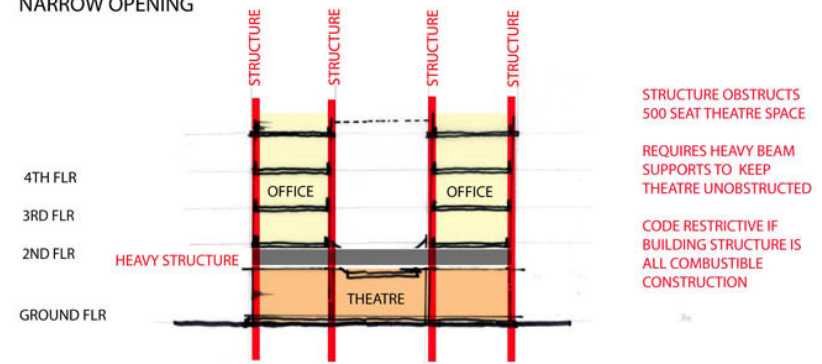 NARROW OPENING
STRUCTURE
STRUCTURE
STRUCTURE
STRUCTURE
STRUCTURE OBSTRUCTS
500 SEAT THEATRE SPACE
REQUIRES HEAVY BEAM
SUPPORTS TO KEEP
THEATRE UNOBSTRUCTED
CODE RESTRICTIVE IF
BUILDING STRUCTURE IS
ALL COMBUSTIBLE
CONSTRUCTION
4TH FLR
OFFICE
OFFICE
3RD FLR
2ND FLR
HEAVY STRUCTURE
THEATRE
GROUND FLR